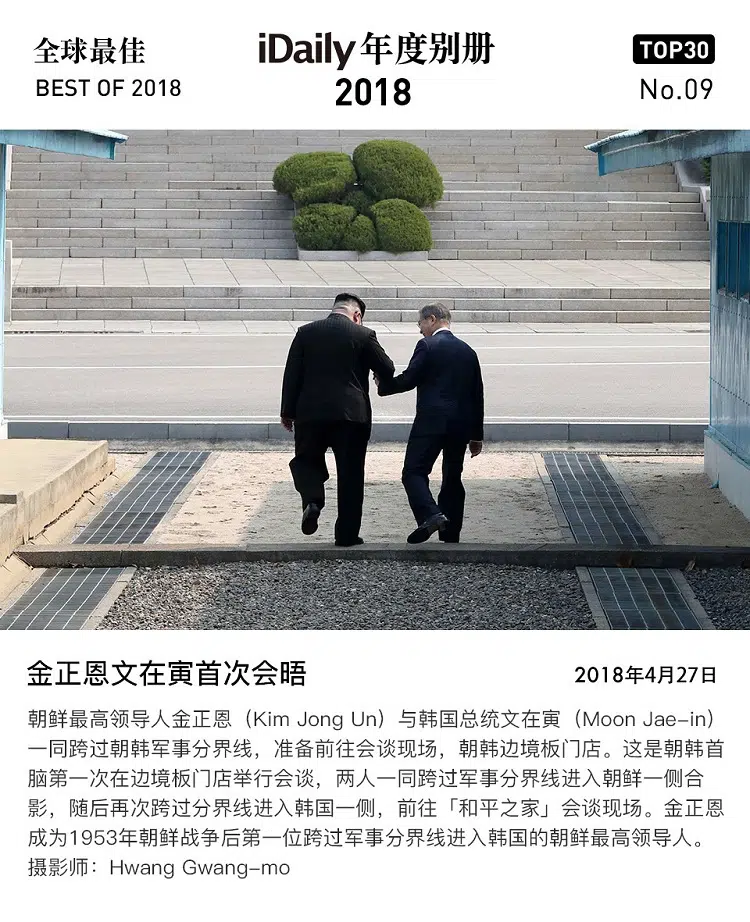 全球最佳
BEST OF 2018
iDaily 年度别册
2018
TOP30
No.09
金正恩文在寅首次会晤
2018年4月27日
朝鲜最高领导人金正恩（Kim Jong Un）与韩国总统文在寅（Moon Jae-in）
一同跨过朝韩军事分界线，准备前往会谈现场，朝韩边境板门店。这是朝韩首
脑第一次在边境板门店举行会谈，两人一同跨过军事分界线进入朝鲜一侧合
影，随后再次跨过分界线进入韩国一侧，前往「和平之家」会谈现场。金正恩
成为1953年朝鲜战争后第一位跨过军事分界线进入韩国的朝鲜最高领导人。
摄影师：Hwang Gwang-mo